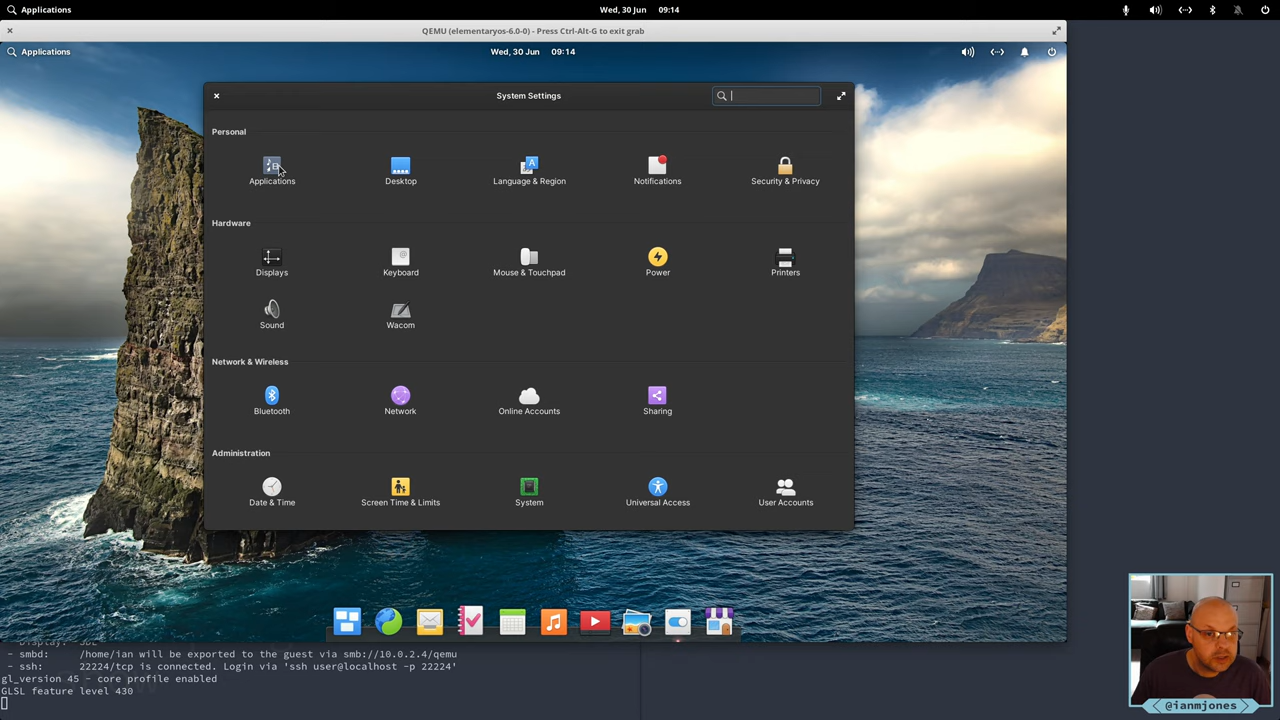 Applications
Wed, 30 Jun 09:14
QEMU (elementaryos-6.0-0) - Press Ctrl-Alt-G to exit grab
Applications
Wed, 30 Jun 09:14
System Settings
Personal
Applications
Desktop
Language & Region
Notifications
Security & Privacy
Hardware
Displays
Keyboard
Mouse & Touchpad
Power
Printers
Sound
Wacom
Network & Wireless
Bluetooth
Network
Online Accounts
Sharing
Administration
Date & Time
Screen Time & Limits
System
Universal Access
User Accounts
- smbd: /home/ian will be exported to the guest via smb://10.0.2.4/qemu
- ssh: 22224/tcp is connected. Login via 'ssh user@localhost -p 22224'
gl_version 45 - core profile enabled
GLSL feature level 430
@ianmjones